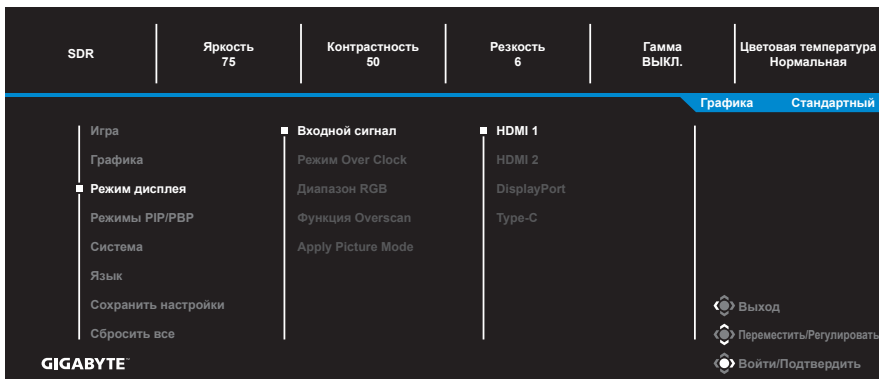 SDR
Яркость
75
Контрастность
50
Резкость
6
Гамма
ВЫКЛ.
Цветовая температура
Нормальная
Графика Стандартный
Игра
Графика
Режим дисплея
Режимы PIP/PBP
Система
Язык
Сохранить настройки
Сбросить все
Входной сигнал
Режим Over Clock
Диапазон RGB
Функция Overscan
Apply Picture Mode
HDMI 1
HDMI 2
DisplayPort
Type-C
Выход
Переместить/Регулировать
Войти/Подтвердить
GIGABYTE™